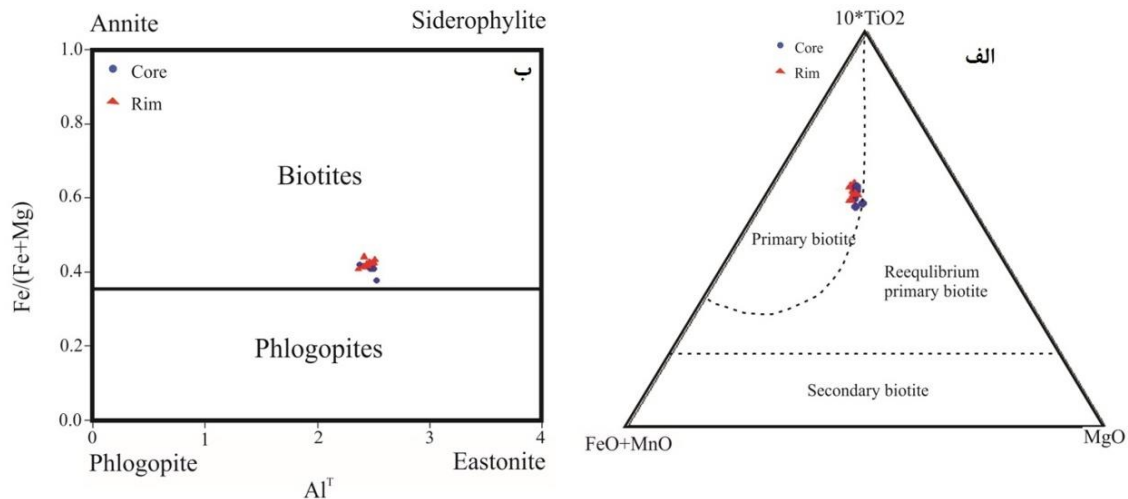 Annite
Siderophylite
1.0
ب
Core
Rim
0.8
Biotites
0.6
Fe/(Fe+Mg)
0.4
Phlogopites
0.2
0.0
0
1
2
3
4
Phlogopite
Eastonite
Al^T
10*TiO2
Core
Rim
الف
Primary biotite
Reequlibrium
primary biotite
Secondary biotite
FeO+MnO
MgO